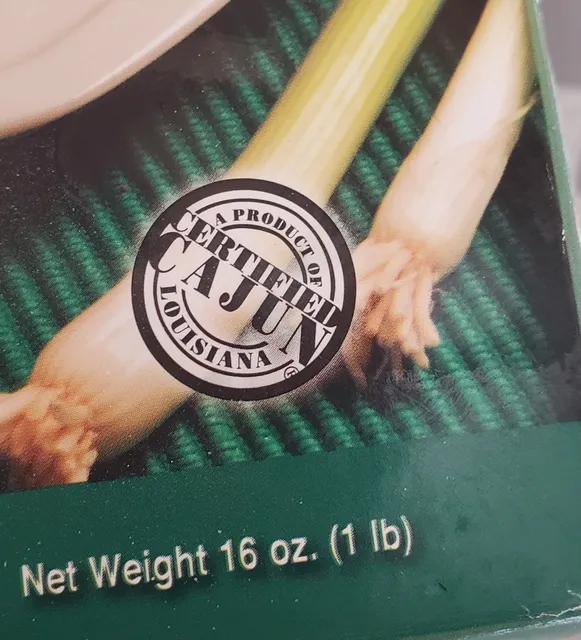 A PRODUCT OF
CERTIFIED
CAJUN
LOUISIANA
Net Weight 16 oz. (1 lb)